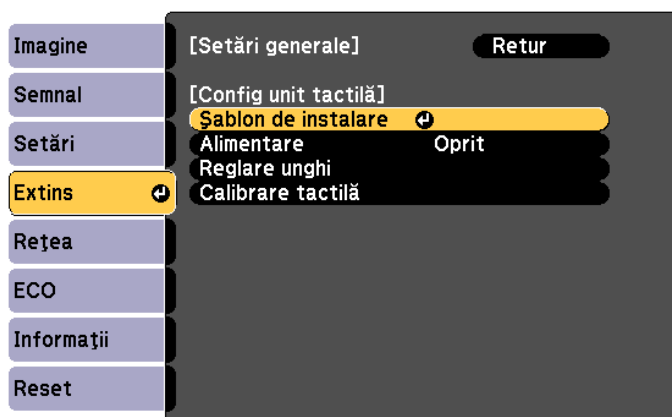 Imagine
Semnal
Setări
Extins
Reţea
ECO
Informaţii
Reset
[Setări generale] Retur
[Config unit tactilă]
Şablon de instalare
Alimentare Oprit
Reglare unghi
Calibrare tactilă